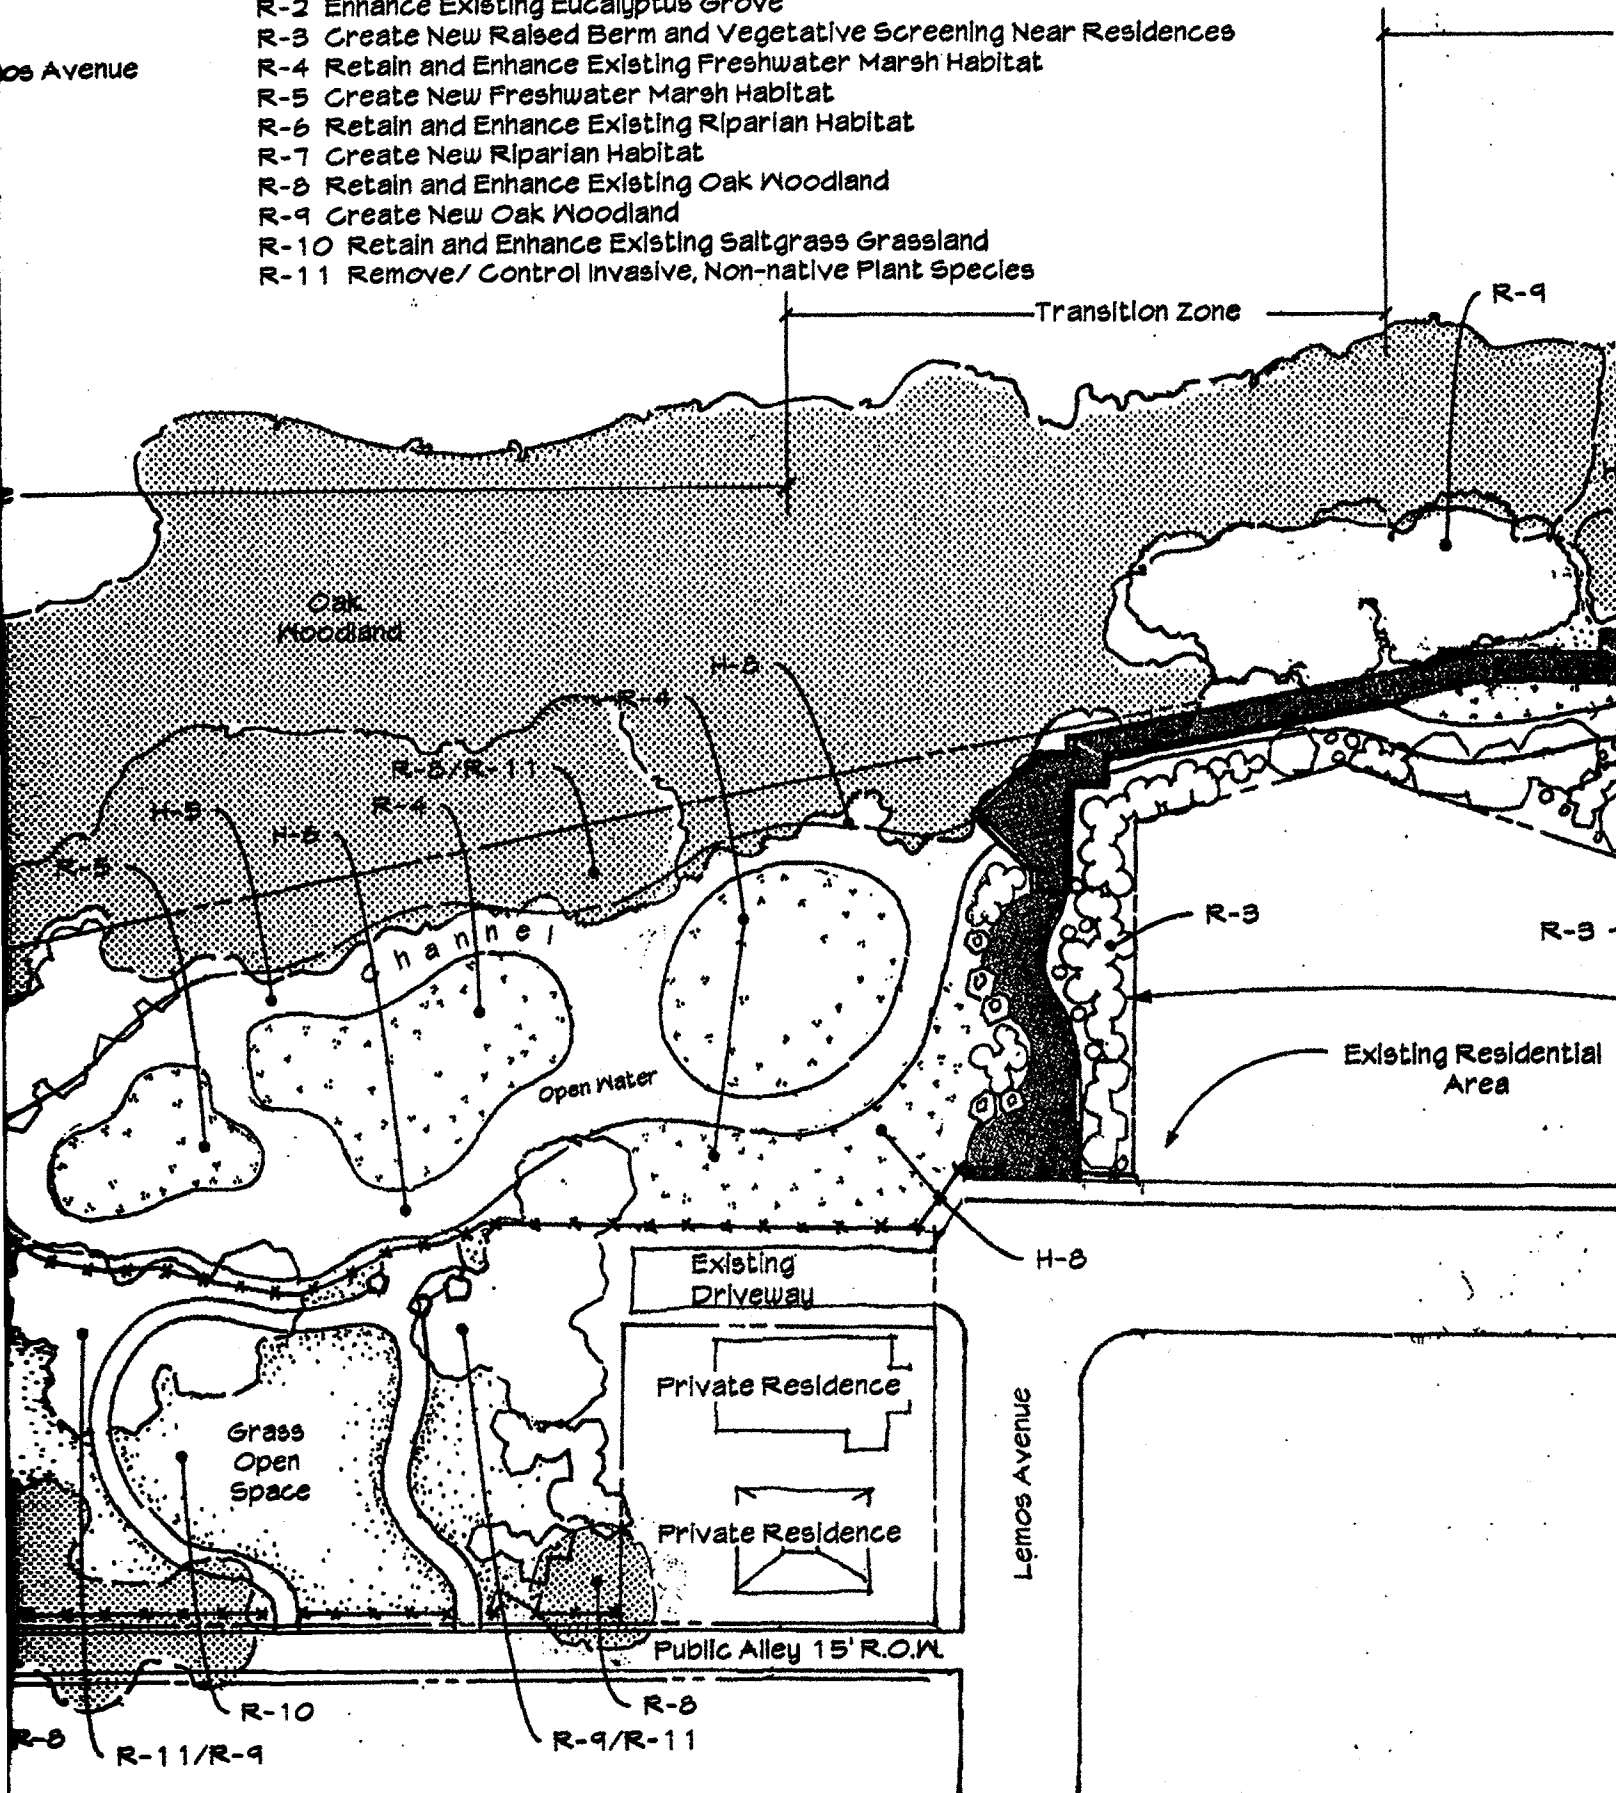 R-2 Enhance Existing Eucalyptus Grove
R-3 Create New Raised Berm and Vegetative Screening Near Residences
os Avenue
R-4 Retain and Enhance Existing Freshwater Marsh Habitat
R-5 Create New Freshwater Marsh Habitat
R-6 Retain and Enhance Existing Riparian Habitat
R-7 Create New Riparian Habitat
R-8 Retain and Enhance Existing Oak Woodland
R-9 Create New Oak Woodland
R-10 Retain and Enhance Existing Saltgrass Grassland
R-11 Remove/ Control Invasive, Non-native Plant Species
R-9
Transition Zone
Oak
Woodland
H-8
R-4
R-8/R-11
H-5
R-4
H-6
R-5
Channel
R-3
R-3
Open Water
Existing Residential
Area
H-8
Existing
Driveway
Private Residence
Grass
Open
Space
Lemos Avenue
Private Residence
Public Alley 15' R.O.W.
R-10
R-8
R-8
R-11/R-9
R-9/R-11